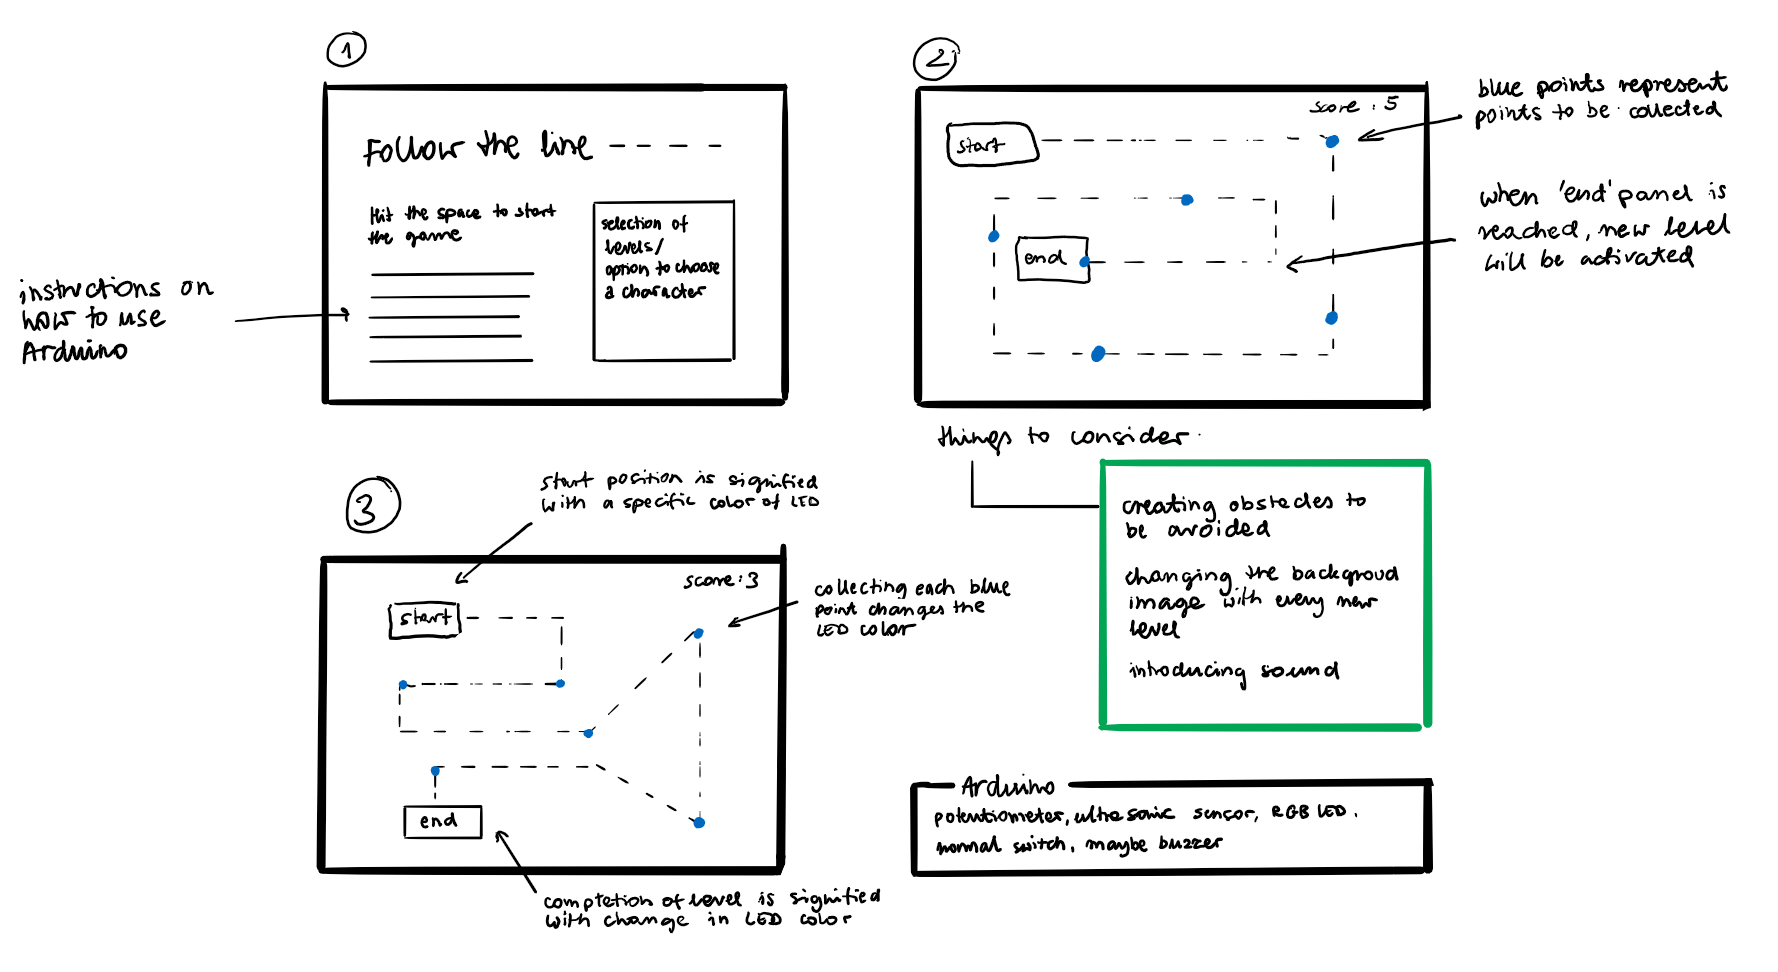 1
Follow the line
Hit the space to start
the game
selection of
levels/
option to choose
a character
instructions on
how to use
Arduino
2
score : 5
start
end
blue points represent
points to be collected
when 'end' panel is
reached, new level
will be activated
things to consider
creating obstecles to
be avoided
changing the backgroud
image with every new
level
introducing sound
3
start position is signified
with a specific color of LED
score: 3
start
end
collecting each blue
point changes the
LED color
completion of level is signified
with change in LED color
Arduino
potentiometer, ultrasonic sensor, RGB LED.
normal switch, maybe buzzer